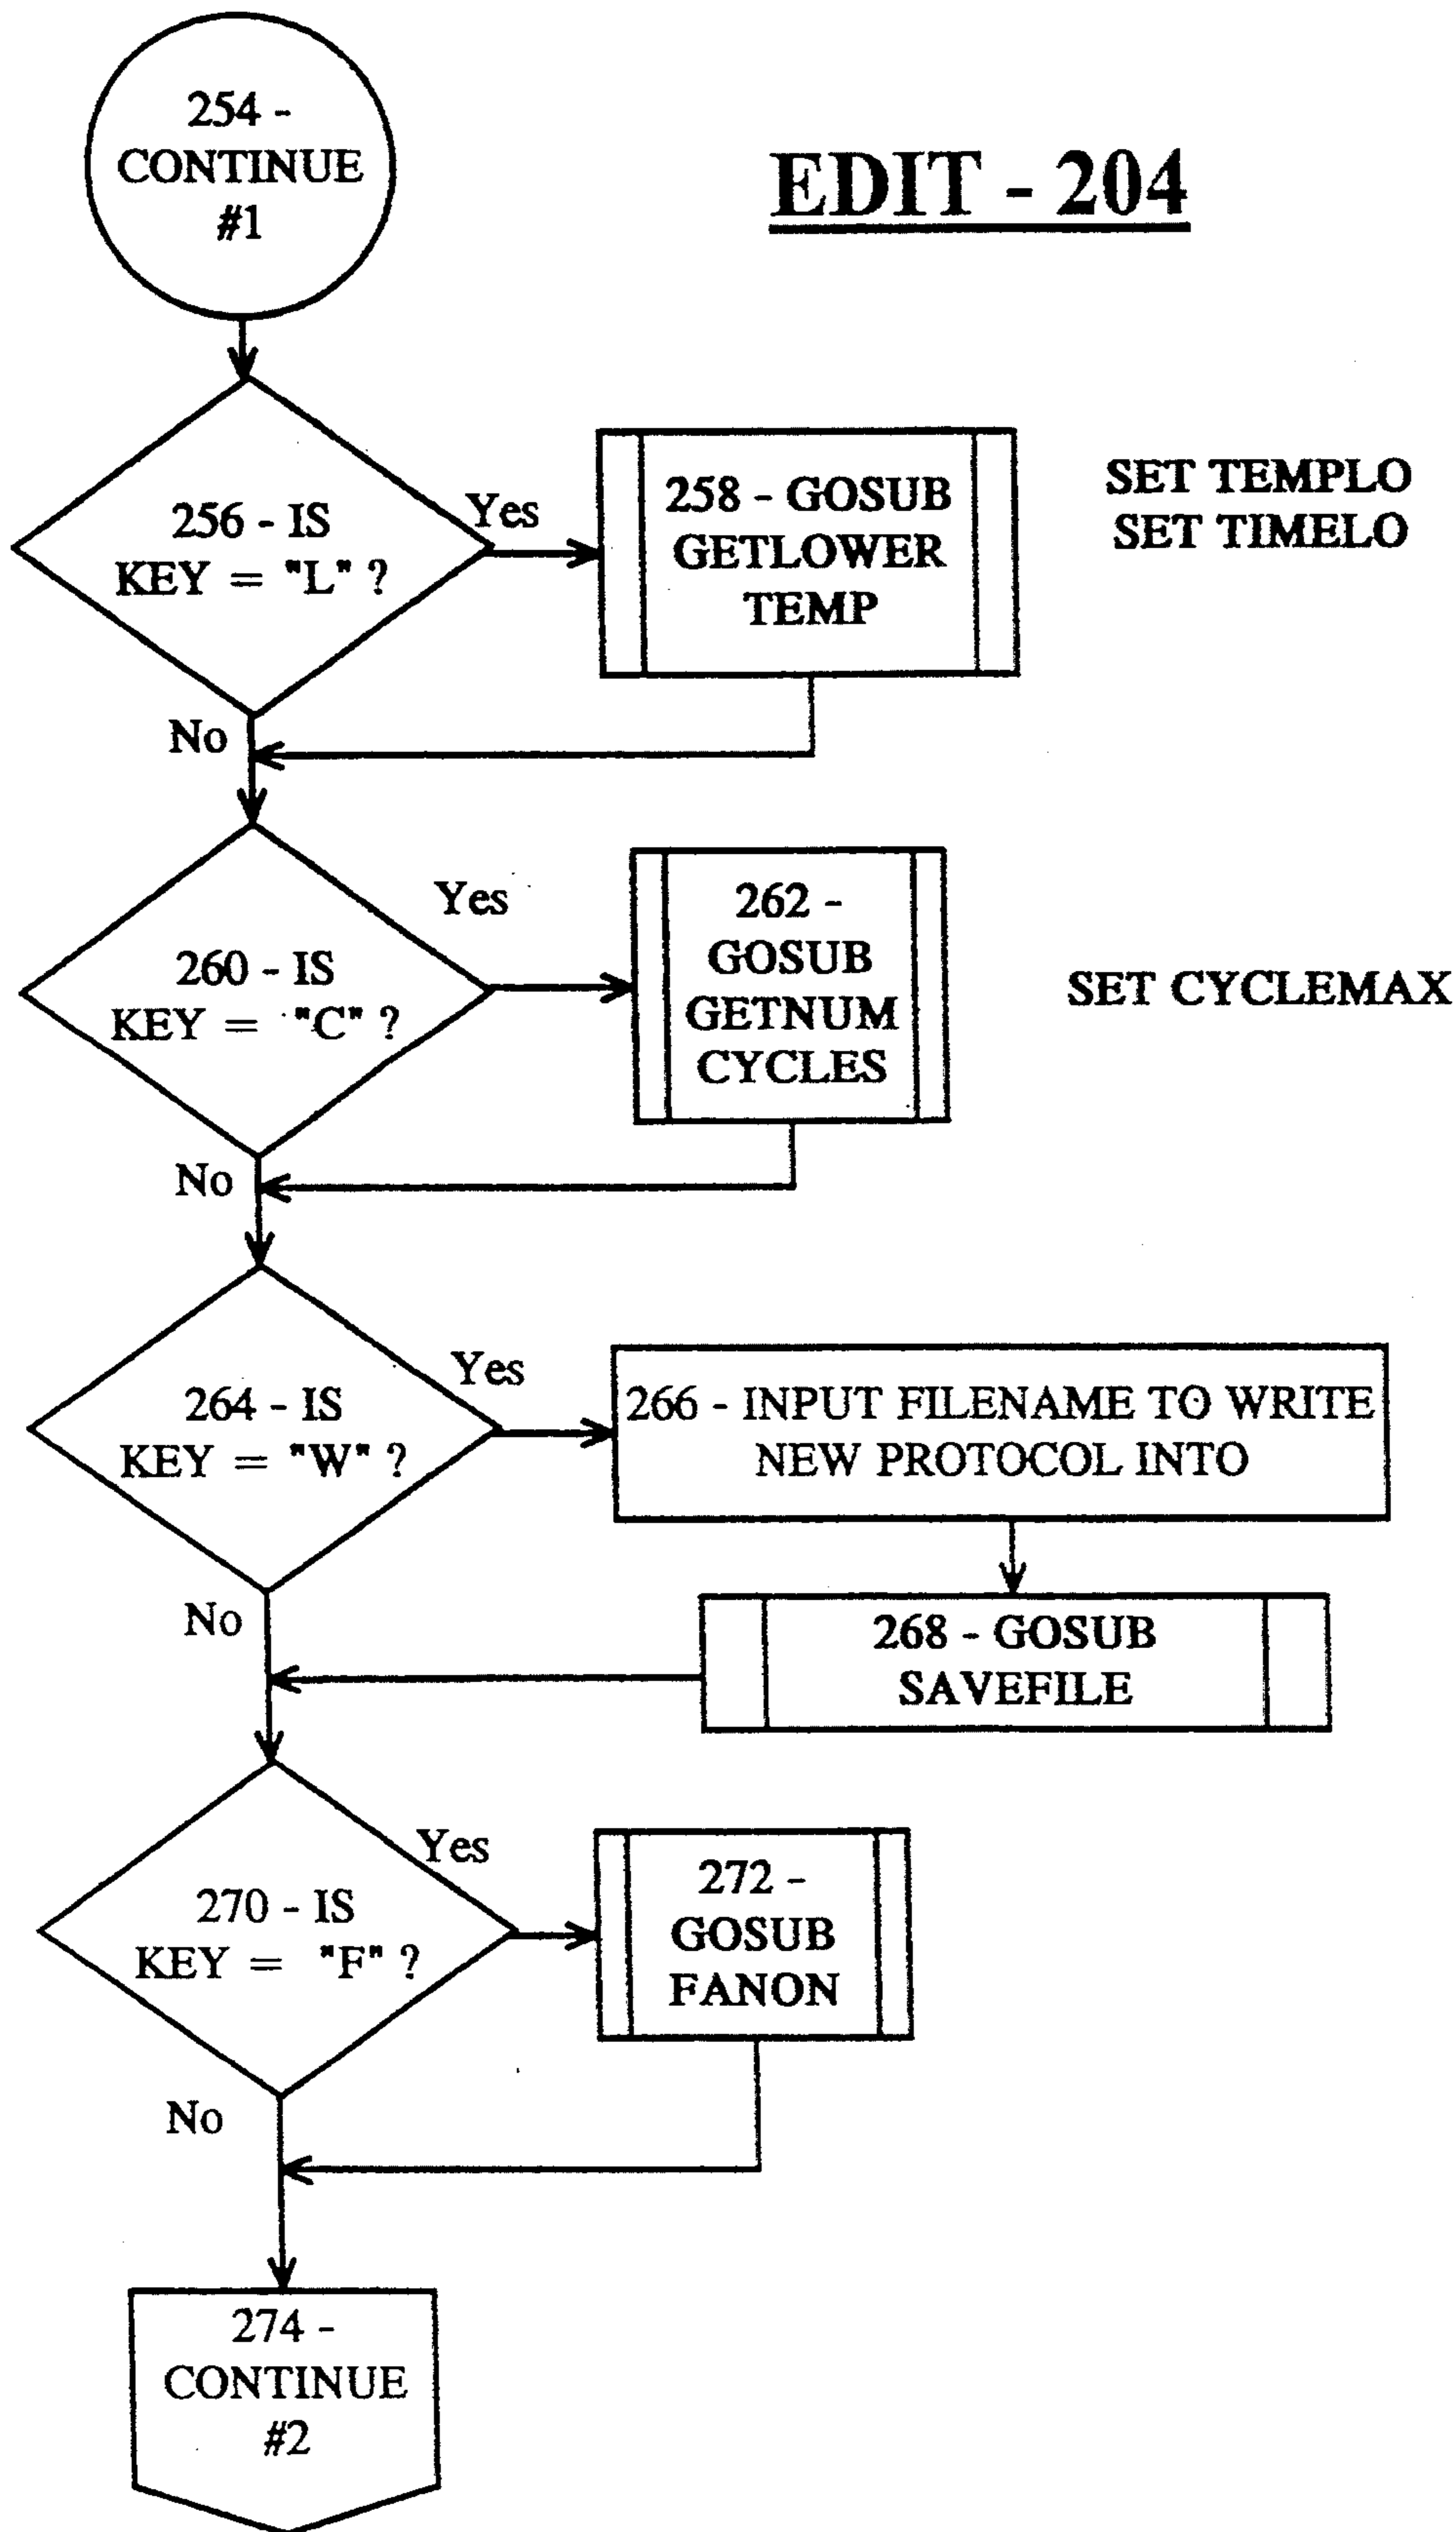 254 -
CONTINUE
#1
EDIT - 204
256 - IS
KEY = "L" ?
Yes
258 - GOSUB
GETLOWER
TEMP
SET TEMPLO
SET TIMELO
No
260 - IS
KEY = "C" ?
Yes
262 -
GOSUB
GETNUM
CYCLES
SET CYCLEMAX
No
264 - IS
KEY = "W" ?
Yes
266 - INPUT FILENAME TO WRITE
NEW PROTOCOL INTO
268 - GOSUB
SAVEFILE
No
270 - IS
KEY = "F" ?
Yes
272 -
GOSUB
FANON
No
274 -
CONTINUE
#2